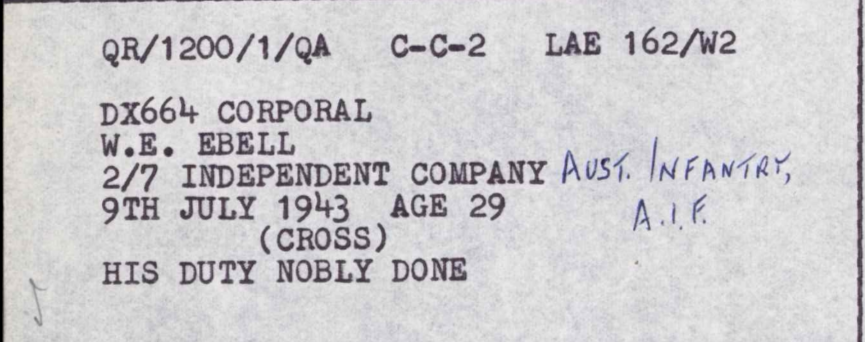 QR/1200/1/QA C-C-2 LAE 162/W2
DX664 CORPORAL
W.E. EBELL
2/7 INDEPENDENT COMPANY AUST. INFANTRY,
9TH JULY 1943 AGE 29 A.I.F.
(CROSS)
HIS DUTY NOBLY DONE